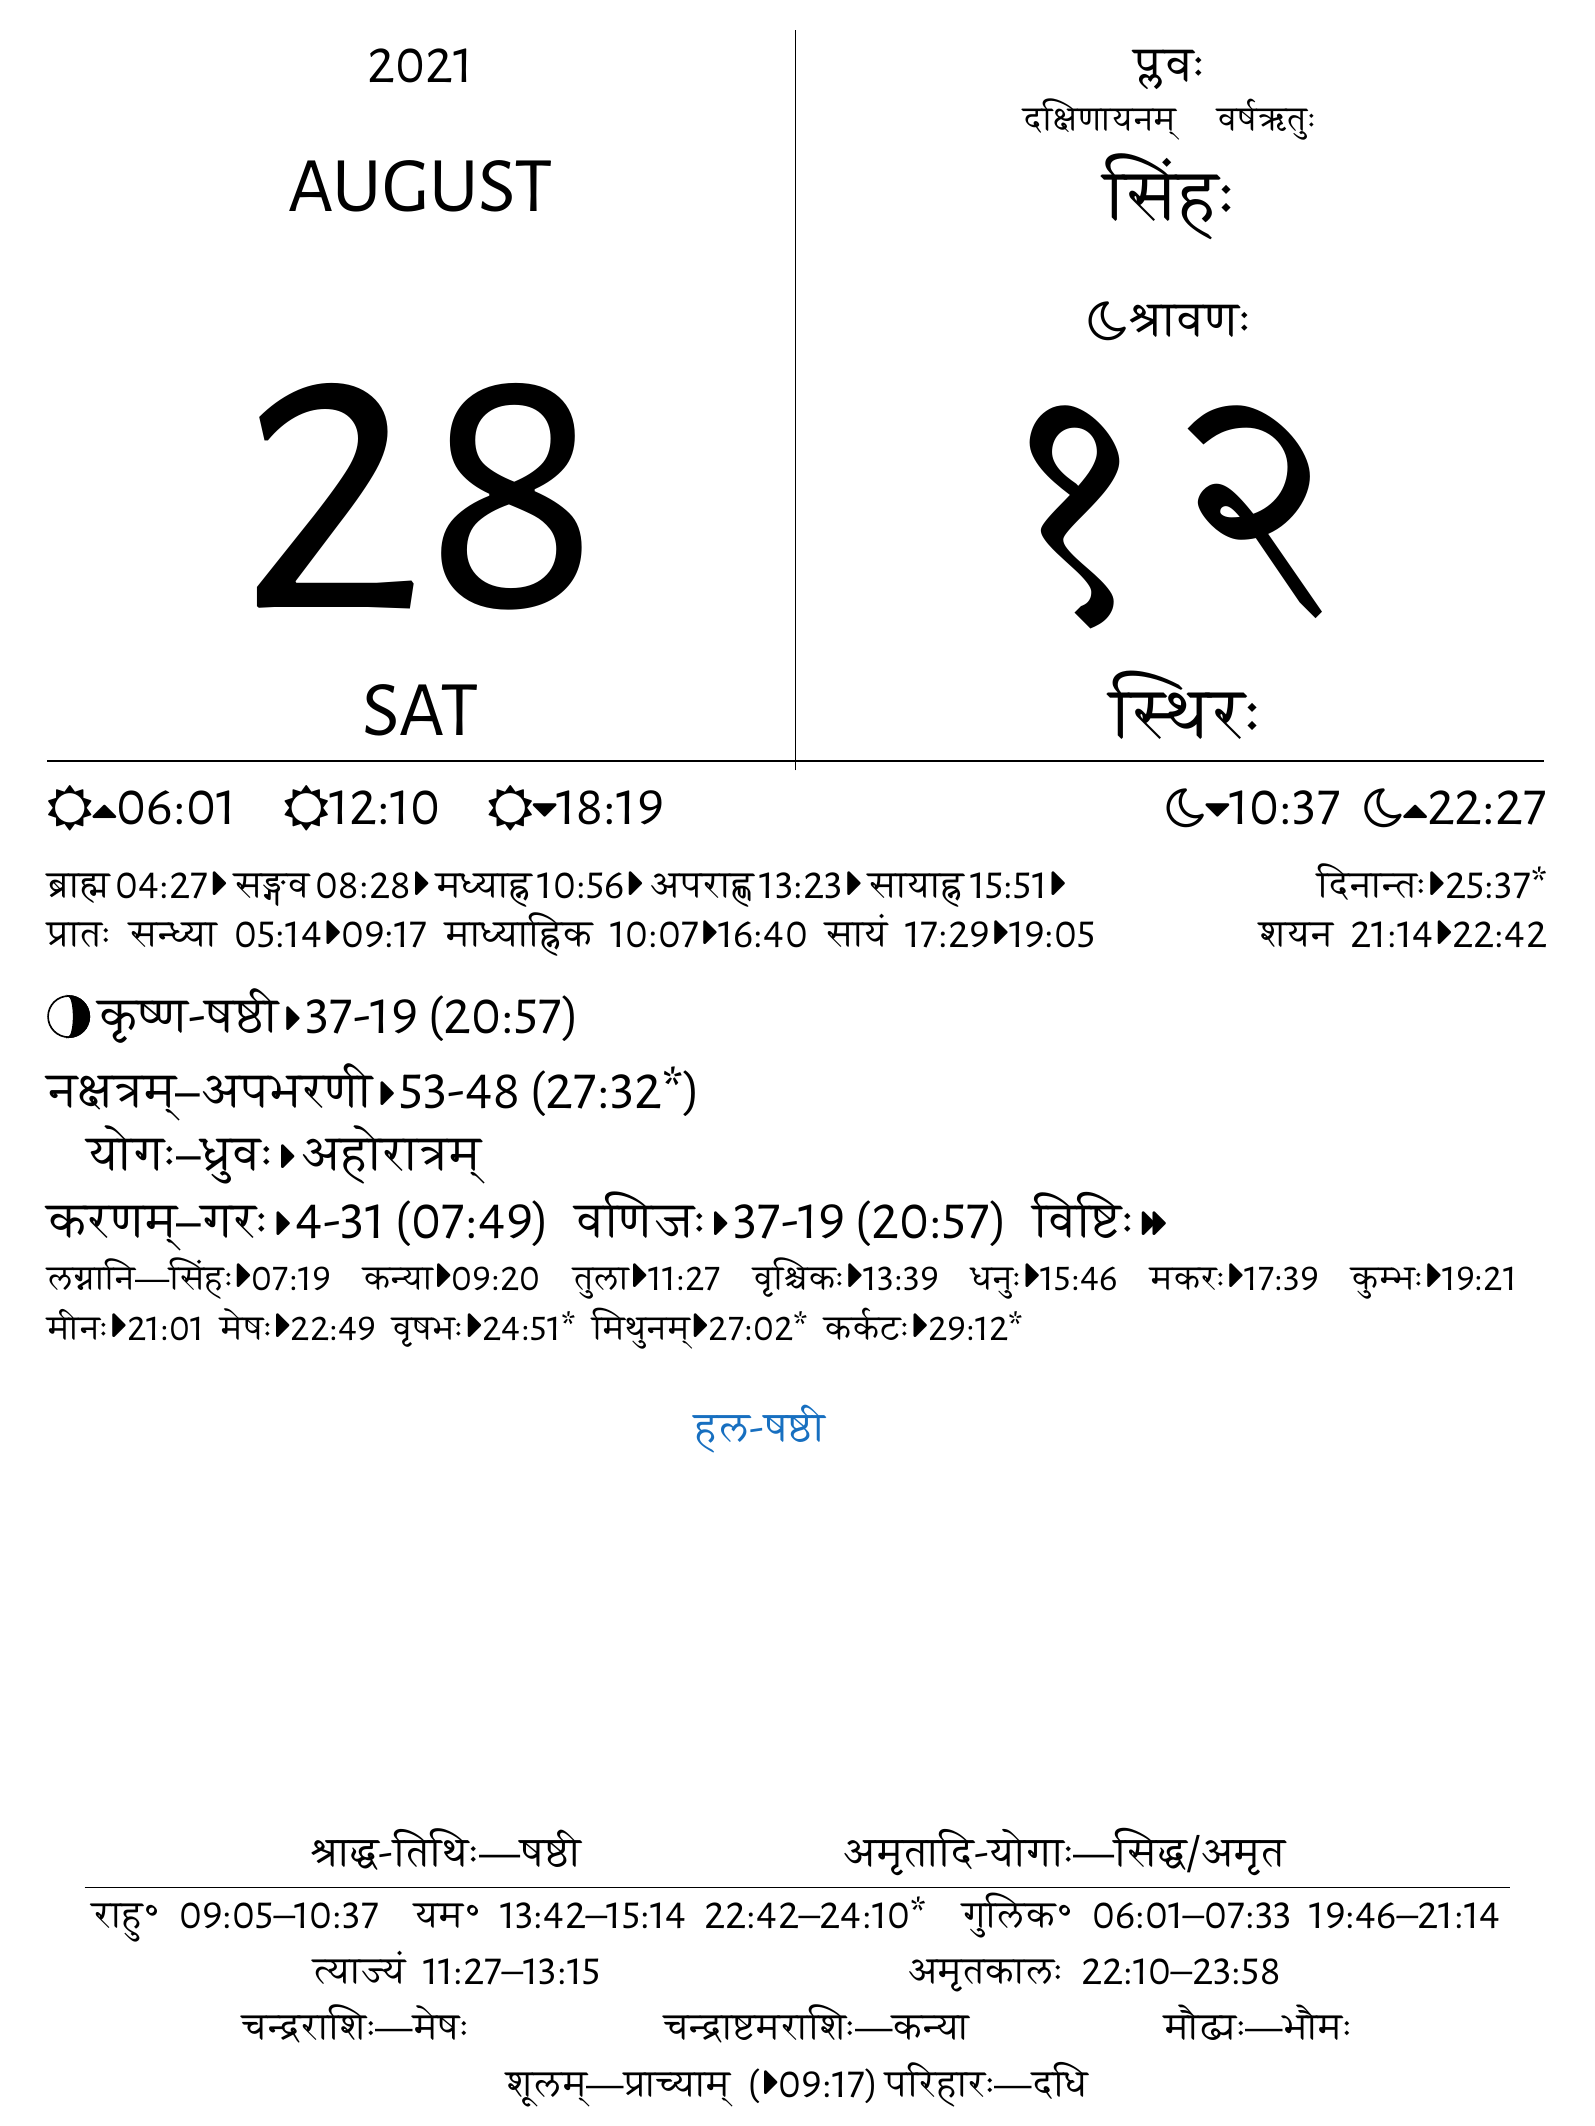 2021
AUGUST
28
SAT
प्लवः
दक्षिणायनम् वर्षऋतुः
सिंहः
श्रावणः
१२
स्थिरः
06:01 12:10 18:19 10:37 22:27
ब्राह्म 04:27 सङ्गव 08:28 मध्याह्न 10:56 अपराह्ण 13:23 सायाह्न 15:51 दिनान्तः 25:37*
प्रातः सन्ध्या 05:14 09:17 माध्याह्निक 10:07 16:40 सायं 17:29 19:05 शयन 21:14 22:42
कृष्ण-षष्ठी 37-19 (20:57)
नक्षत्रम्–अपभरणी 53-48 (27:32*)
योगः–ध्रुवः अहोरात्रम्
करणम्–गरः 4-31 (07:49) वणिजः 37-19 (20:57) विष्टिः
लग्नानि—सिंहः 07:19 कन्या 09:20 तुला 11:27 वृश्चिकः 13:39 धनुः 15:46 मकरः 17:39 कुम्भः 19:21
मीनः 21:01 मेषः 22:49 वृषभः 24:51* मिथुनम् 27:02* कर्कटः 29:12*
हल-षष्ठी
श्राद्ध-तिथिः—षष्ठी अमृतादि-योगाः—सिद्ध/अमृत
राहु॰ 09:05–10:37 यम॰ 13:42–15:14 22:42–24:10* गुलिक॰ 06:01–07:33 19:46–21:14
त्याज्यं 11:27–13:15 अमृतकालः 22:10–23:58
चन्द्रराशिः—मेषः चन्द्राष्टमराशिः—कन्या मौढ्यः—भौमः
शूलम्—प्राच्याम् (09:17) परिहारः—दधि